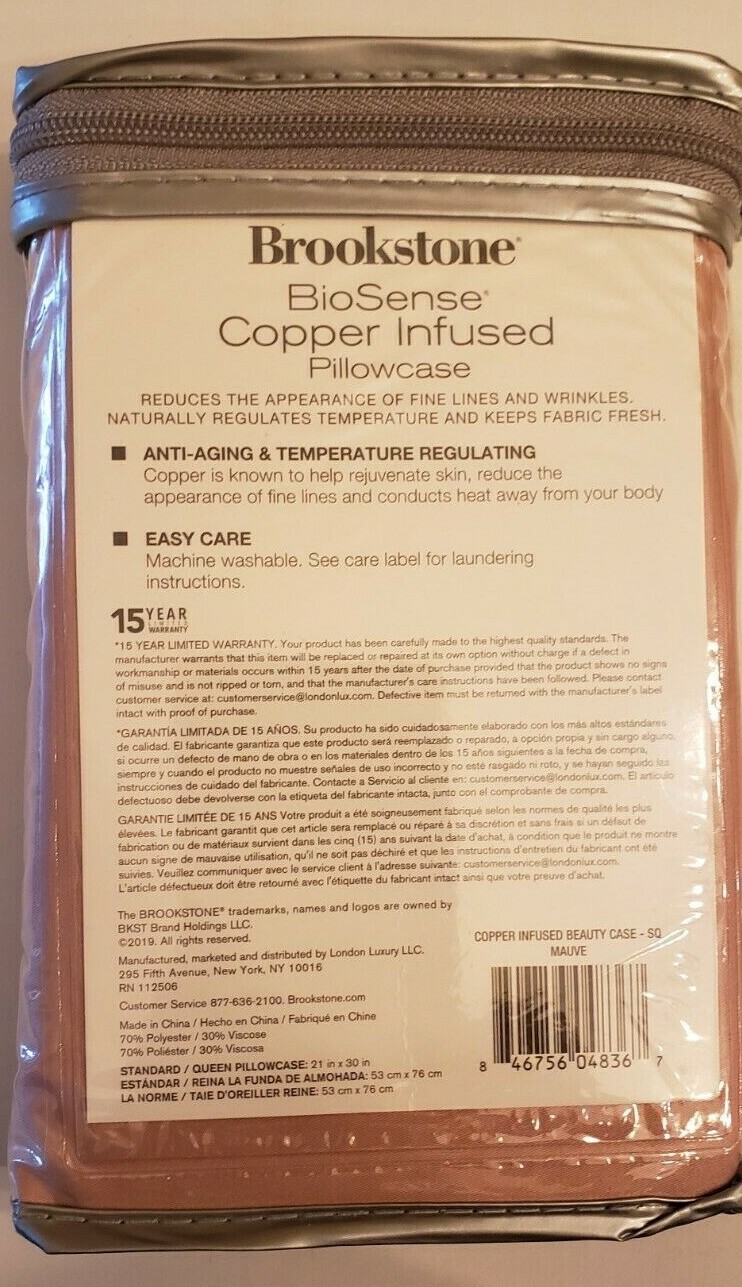 Brookstone®
BioSense®
Copper Infused
Pillowcase
REDUCES THE APPEARANCE OF FINE LINES AND WRINKLES.
NATURALLY REGULATES TEMPERATURE AND KEEPS FABRIC FRESH.
■ ANTI-AGING & TEMPERATURE REGULATING
Copper is known to help rejuvenate skin, reduce the
appearance of fine lines and conducts heat away from your body
■ EASY CARE
Machine washable. See care label for laundering
instructions.
15 YEAR
LIMITED
WARRANTY
*15 YEAR LIMITED WARRANTY. Your product has been carefully made to the highest quality standards. The
manufacturer warrants that this item will be replaced or repaired at its own option without charge if a defect in
workmanship or materials occurs within 15 years after the date of purchase provided that the product shows no signs
of misuse and is not ripped or torn, and that the manufacturer's care instructions have been followed. Please contact
customer service at: customerservice@londonlux.com. Defective item must be returned with the manufacturer's label
intact with proof of purchase.
*GARANTÍA LIMITADA DE 15 AÑOS. Su producto ha sido cuidadosamente elaborado con los más altos estándares
de calidad. El fabricante garantiza que este producto será reemplazado o reparado, a opción propia y sin cargo alguno,
si ocurre un defecto de mano de obra o en los materiales dentro de los 15 años siguientes a la fecha de compra,
siempre y cuando el producto no muestre señales de uso incorrecto y no esté rasgado ni roto, y se hayan seguido las
instrucciones de cuidado del fabricante. Contacte a Servicio al cliente en: customerservice@londonlux.com. El artículo
defectuoso debe devolverse con la etiqueta del fabricante intacta, junto con el comprobante de compra.
GARANTIE LIMITÉE DE 15 ANS Votre produit a été soigneusement fabriqué selon les normes de qualité les plus
élevées. Le fabricant garantit que cet article sera remplacé ou réparé à sa discrétion et sans frais si un défaut de
fabrication ou de matériaux survient dans les cinq (15) ans suivant la date d'achat, à condition que le produit ne montre
aucun signe de mauvaise utilisation, qu'il ne soit pas déchiré et que les instructions d'entretien du fabricant ont été
suivies. Veuillez communiquer avec le service client à l'adresse suivante: customerservice@londonlux.com.
L'article défectueux doit être retourné avec l'étiquette du fabricant intact ainsi que votre preuve d'achat.
The BROOKSTONE® trademarks, names and logos are owned by
BKST Brand Holdings LLC.
©2019. All rights reserved.
Manufactured, marketed and distributed by London Luxury LLC.
295 Fifth Avenue, New York, NY 10016
RN 112506
Customer Service 877-636-2100. Brookstone.com
Made in China / Hecho en China / Fabriqué en Chine
70% Polyester / 30% Viscose
70% Poliéster / 30% Viscosa
STANDARD / QUEEN PILLOWCASE: 21 in x 30 in
ESTÁNDAR / REINA LA FUNDA DE ALMOHADA: 53 cm x 76 cm
LA NORME / TAIE D'OREILLER REINE: 53 cm x 76 cm
COPPER INFUSED BEAUTY CASE - SQ
MAUVE
8 46756 04836 7